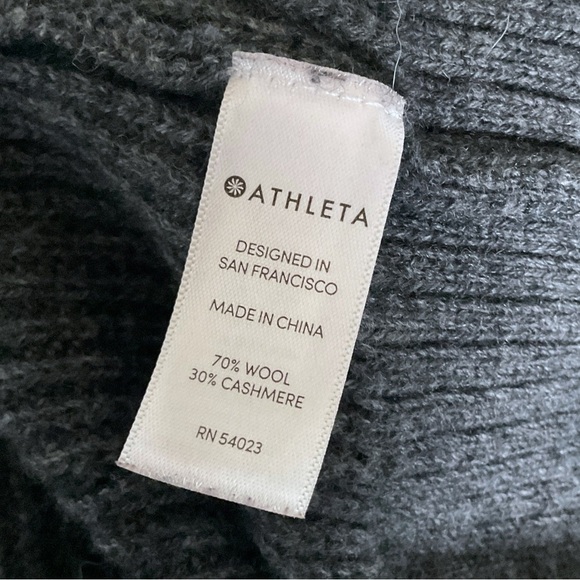 ATHLETA
DESIGNED IN
SAN FRANCISCO
MADE IN CHINA
70% WOOL
30% CASHMERE
RN 54023